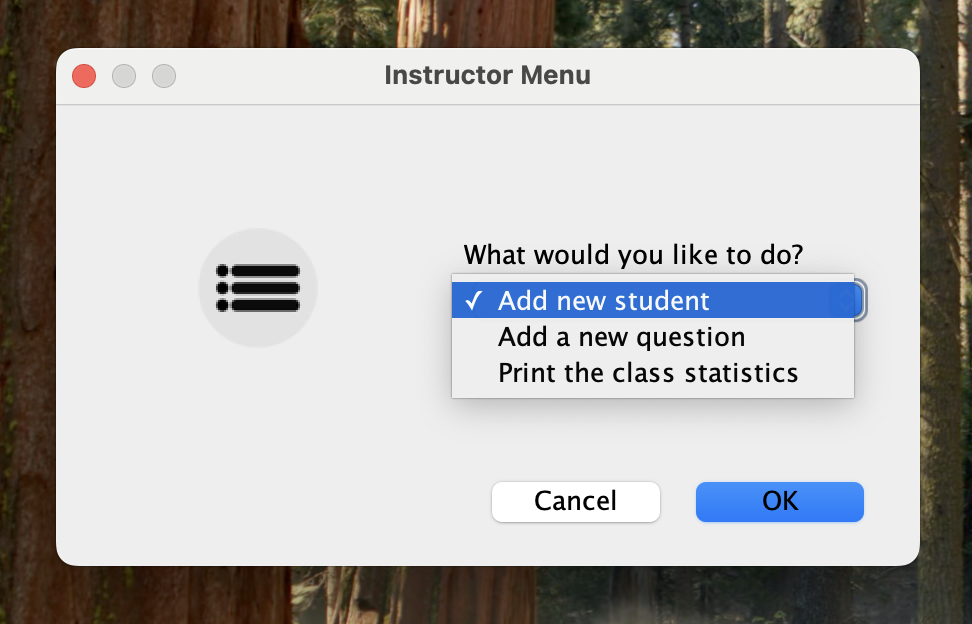 Instructor Menu
What would you like to do?
✓ Add new student
Add a new question
Print the class statistics
Cancel
OK